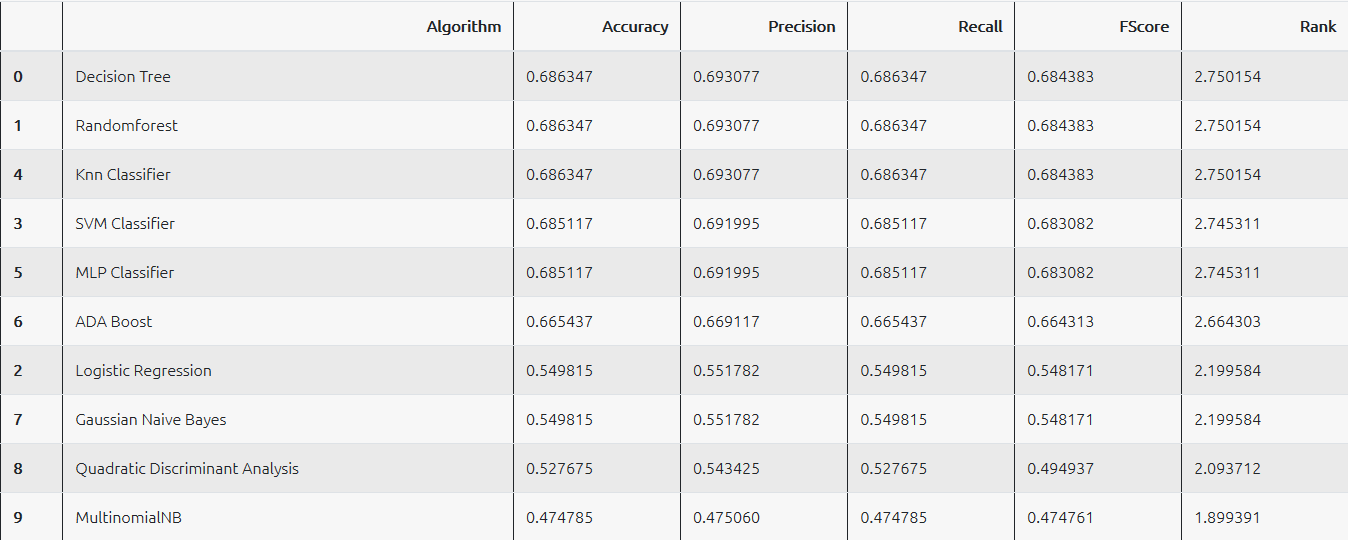 Algorithm Accuracy Precision Recall FScore Rank
0 Decision Tree 0.686347 0.693077 0.686347 0.684383 2.750154
1 Randomforest 0.686347 0.693077 0.686347 0.684383 2.750154
4 Knn Classifier 0.686347 0.693077 0.686347 0.684383 2.750154
3 SVM Classifier 0.685117 0.691995 0.685117 0.683082 2.745311
5 MLP Classifier 0.685117 0.691995 0.685117 0.683082 2.745311
6 ADA Boost 0.665437 0.669117 0.665437 0.664313 2.664303
2 Logistic Regression 0.549815 0.551782 0.549815 0.548171 2.199584
7 Gaussian Naive Bayes 0.549815 0.551782 0.549815 0.548171 2.199584
8 Quadratic Discriminant Analysis 0.527675 0.543425 0.527675 0.494937 2.093712
9 MultinomialNB 0.474785 0.475060 0.474785 0.474761 1.899391